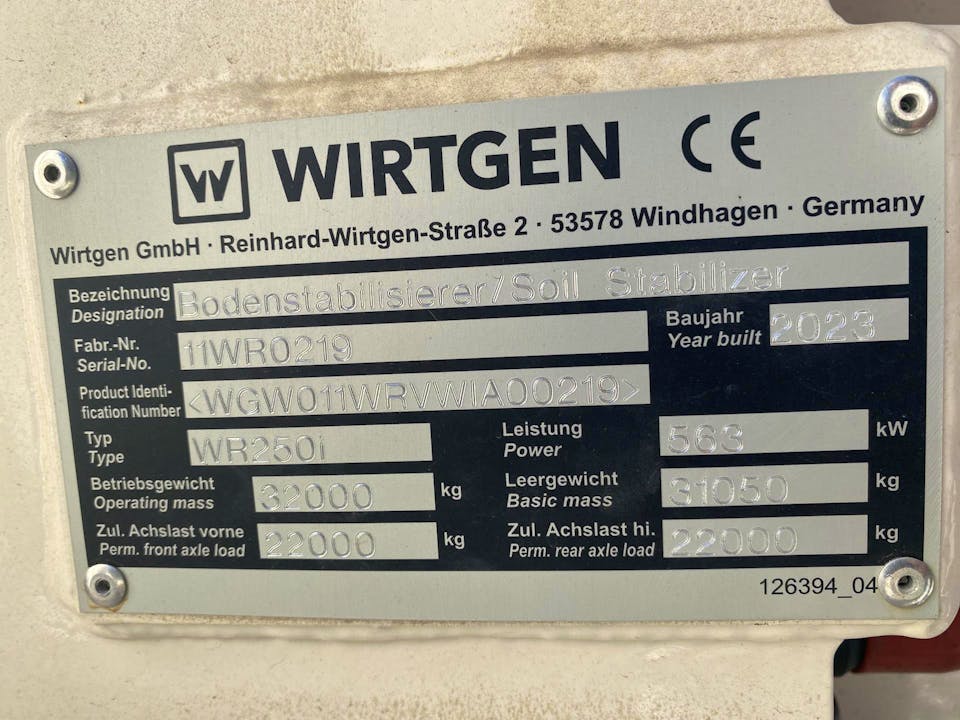 W WIRTGEN CE
Wirtgen GmbH · Reinhard-Wirtgen-Straße 2 · 53578 Windhagen · Germany
Bezeichnung
Designation
Bodenstabilisierer/Soil Stabilizer
Fabr.-Nr.
Serial-No.
11WR0219
Baujahr
Year built
2023
Product Identi-
fication Number
<WGW011WRVWIA00219>
Typ
Type
WR250i
Leistung
Power
563 kW
Betriebsgewicht
Operating mass
32000 kg
Leergewicht
Basic mass
31050 kg
Zul. Achslast vorne
Perm. front axle load
22000 kg
Zul. Achslast hi.
Perm. rear axle load
22000 kg
126394_04